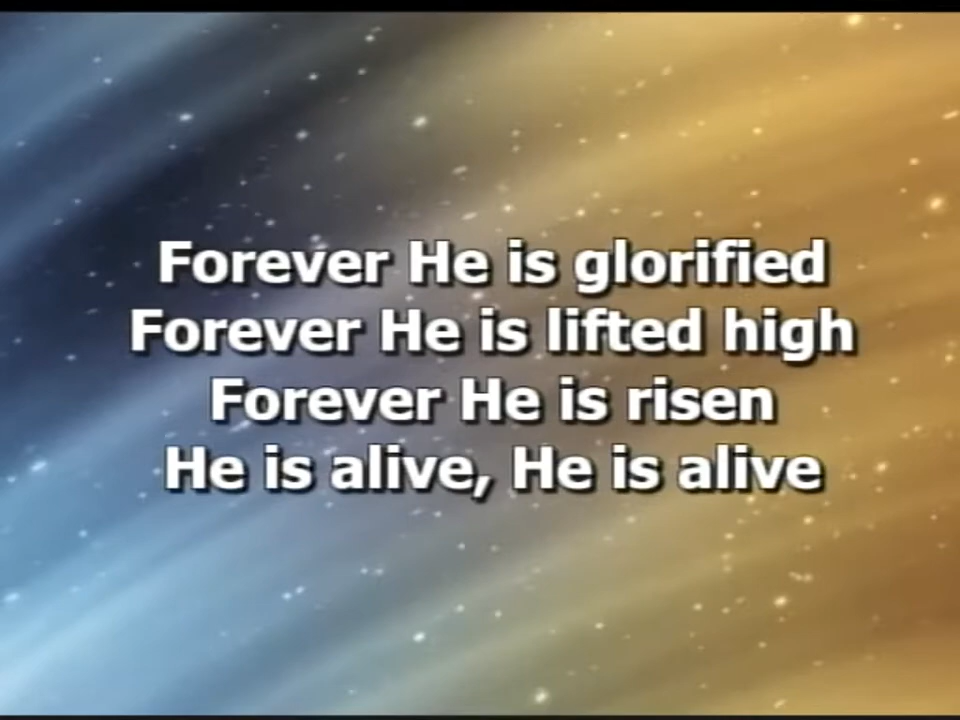 Forever He is glorified
Forever He is lifted high
Forever He is risen
He is alive, He is alive